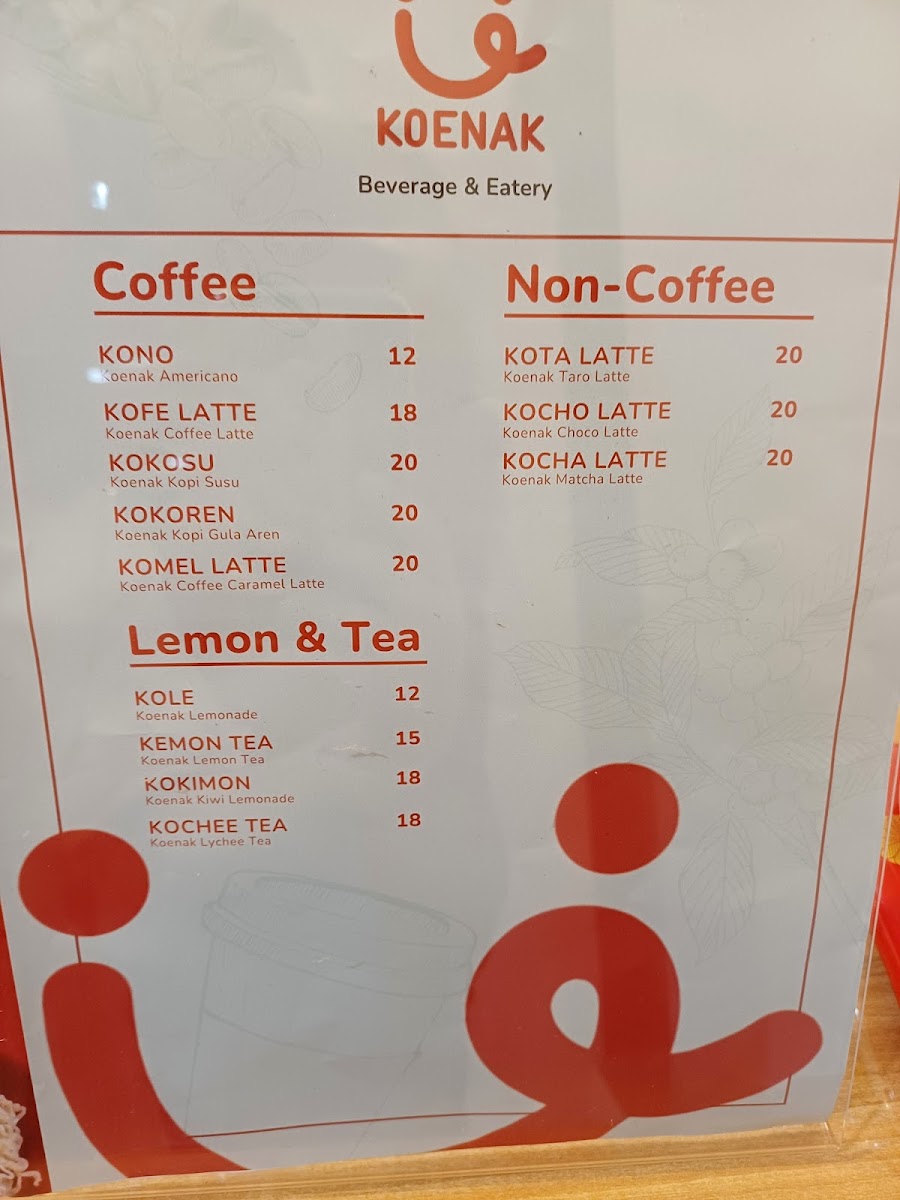 KOENAK
Beverage & Eatery
Coffee
KONO 12
Koenak Americano
KOFE LATTE 18
Koenak Coffee Latte
KOKOSU 20
Koenak Kopi Susu
KOKOREN 20
Koenak Kopi Gula Aren
KOMEL LATTE 20
Koenak Coffee Caramel Latte
Lemon & Tea
KOLE 12
Koenak Lemonade
KEMON TEA 15
Koenak Lemon Tea
KOKIMON 18
Koenak Kiwi Lemonade
KOCHEE TEA 18
Koenak Lychee Tea
Non-Coffee
KOTA LATTE 20
Koenak Taro Latte
KOCHO LATTE 20
Koenak Choco Latte
KOCHA LATTE 20
Koenak Matcha Latte